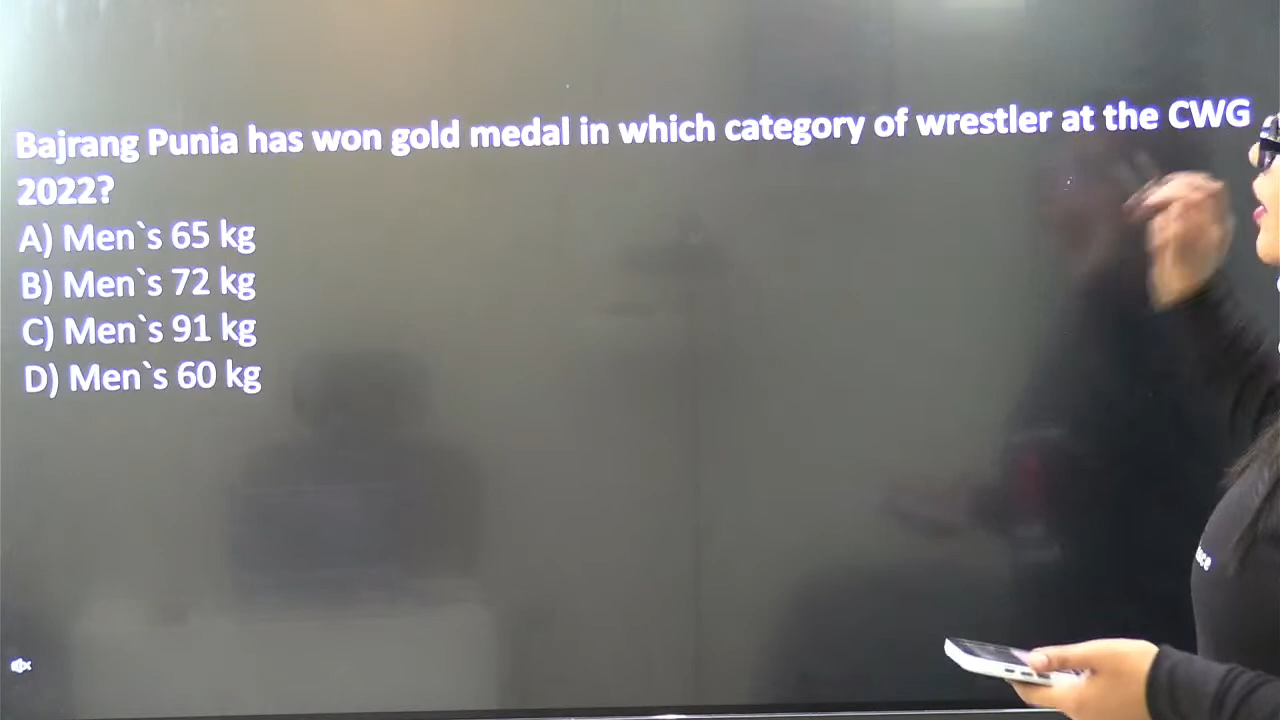 Bajrang Punia has won gold medal in which category of wrestler at the CWG
2022?
A) Men`s 65 kg
B) Men`s 72 kg
C) Men`s 91 kg
D) Men`s 60 kg